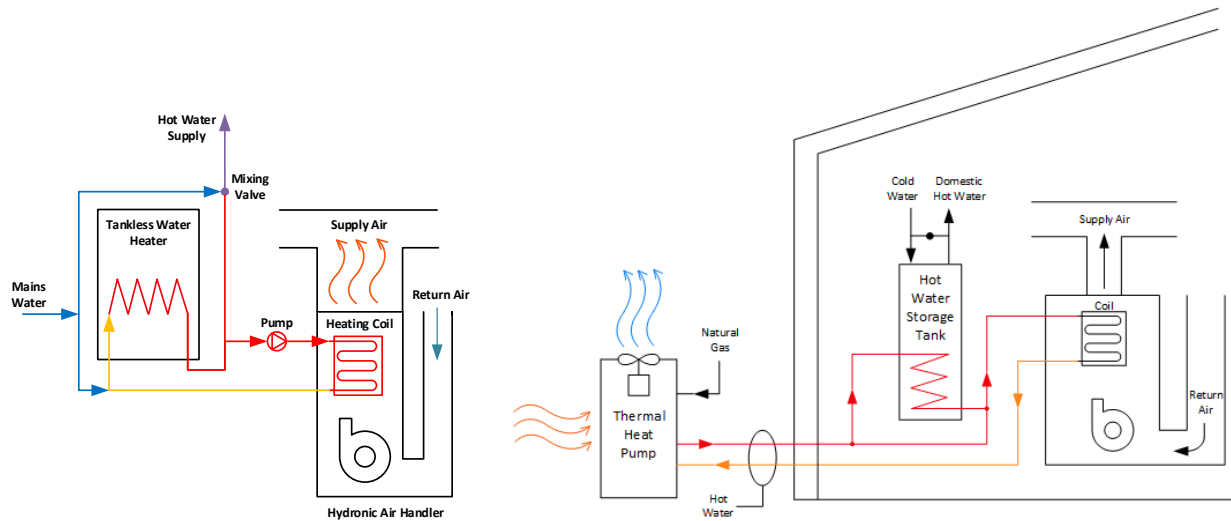 Hot Water
Supply
Mixing
Valve
Tankless Water
Heater
Supply Air
Mains
Water
Return Air
Pump
Heating Coil
Hydronic Air Handler
Cold
Water
Domestic
Hot Water
Supply Air
Hot
Water
Storage
Tank
Coil
Natural
Gas
Thermal
Heat
Pump
Return
Air
Hot
Water